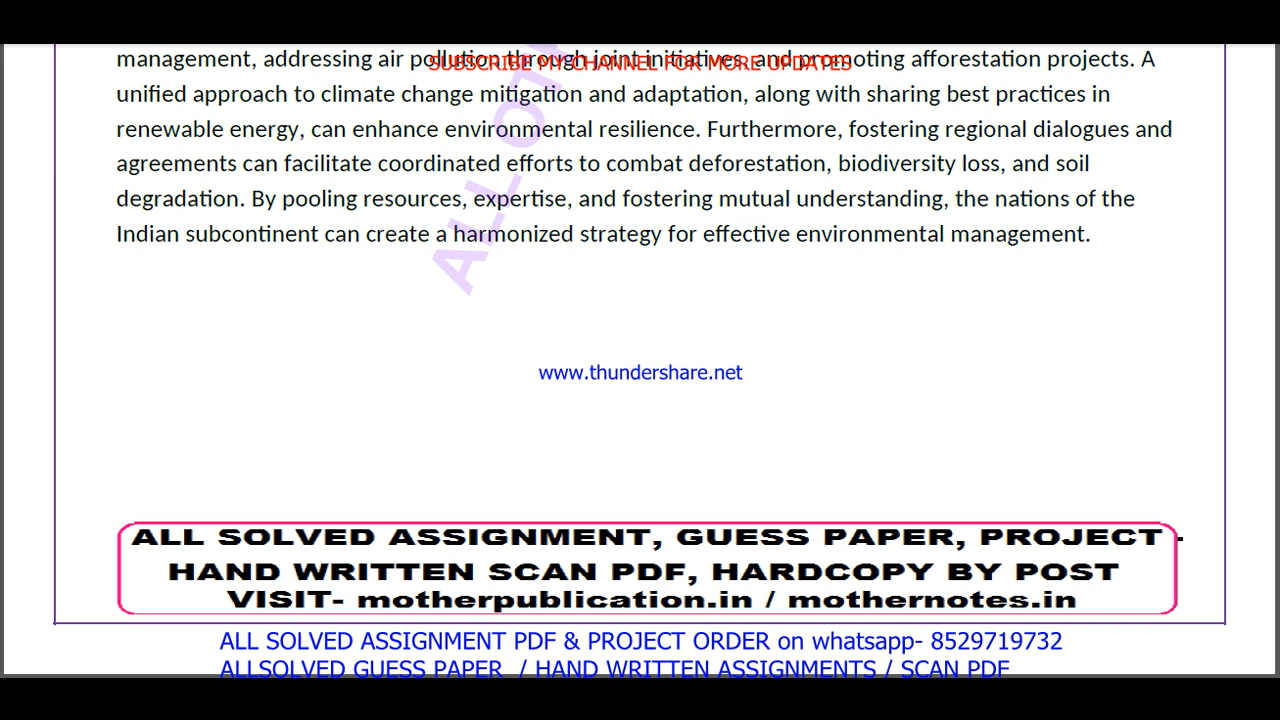 management, addressing air pollution through joint initiatives, and promoting afforestation projects. A
SUBSCRIBE MY CHANNEL FOR MORE UPDATES
unified approach to climate change mitigation and adaptation, along with sharing best practices in
renewable energy, can enhance environmental resilience. Furthermore, fostering regional dialogues and
agreements can facilitate coordinated efforts to combat deforestation, biodiversity loss, and soil
degradation. By pooling resources, expertise, and fostering mutual understanding, the nations of the
Indian subcontinent can create a harmonized strategy for effective environmental management.
ALL
www.thundershare.net
ALL SOLVED ASSIGNMENT, GUESS PAPER, PROJECT -
HAND WRITTEN SCAN PDF, HARDCOPY BY POST
VISIT- motherpublication.in / mothernotes.in
ALL SOLVED ASSIGNMENT PDF & PROJECT ORDER on whatsapp- 8529719732
ALLSOLVED GUESS PAPER / HAND WRITTEN ASSIGNMENTS / SCAN PDF